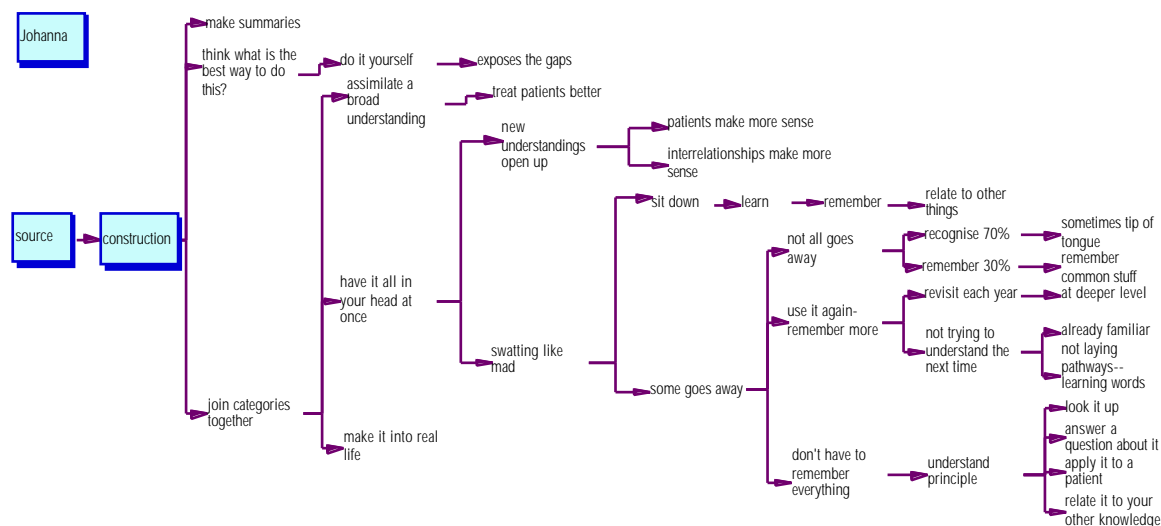 Johanna
make summaries
think what is the
best way to do
this?
do it yourself
exposes the gaps
assimilate a
broad
understanding
treat patients better
new
understandings
open up
patients make more sense
interrelationships make more
sense
sit down
learn
remember
relate to other
things
source
construction
not all goes
away
recognise 70%
sometimes tip of
tongue
remember 30%
remember
common stuff
have it all in
your head at
once
use it again-
remember more
revisit each year
at deeper level
not trying to
understand the
next time
already familiar
not laying
pathways--
learning words
swatting like
mad
some goes away
join categories
together
make it into real
life
don't have to
remember
everything
understand
principle
look it up
answer a
question about it
apply it to a
patient
relate it to your
other knowledge